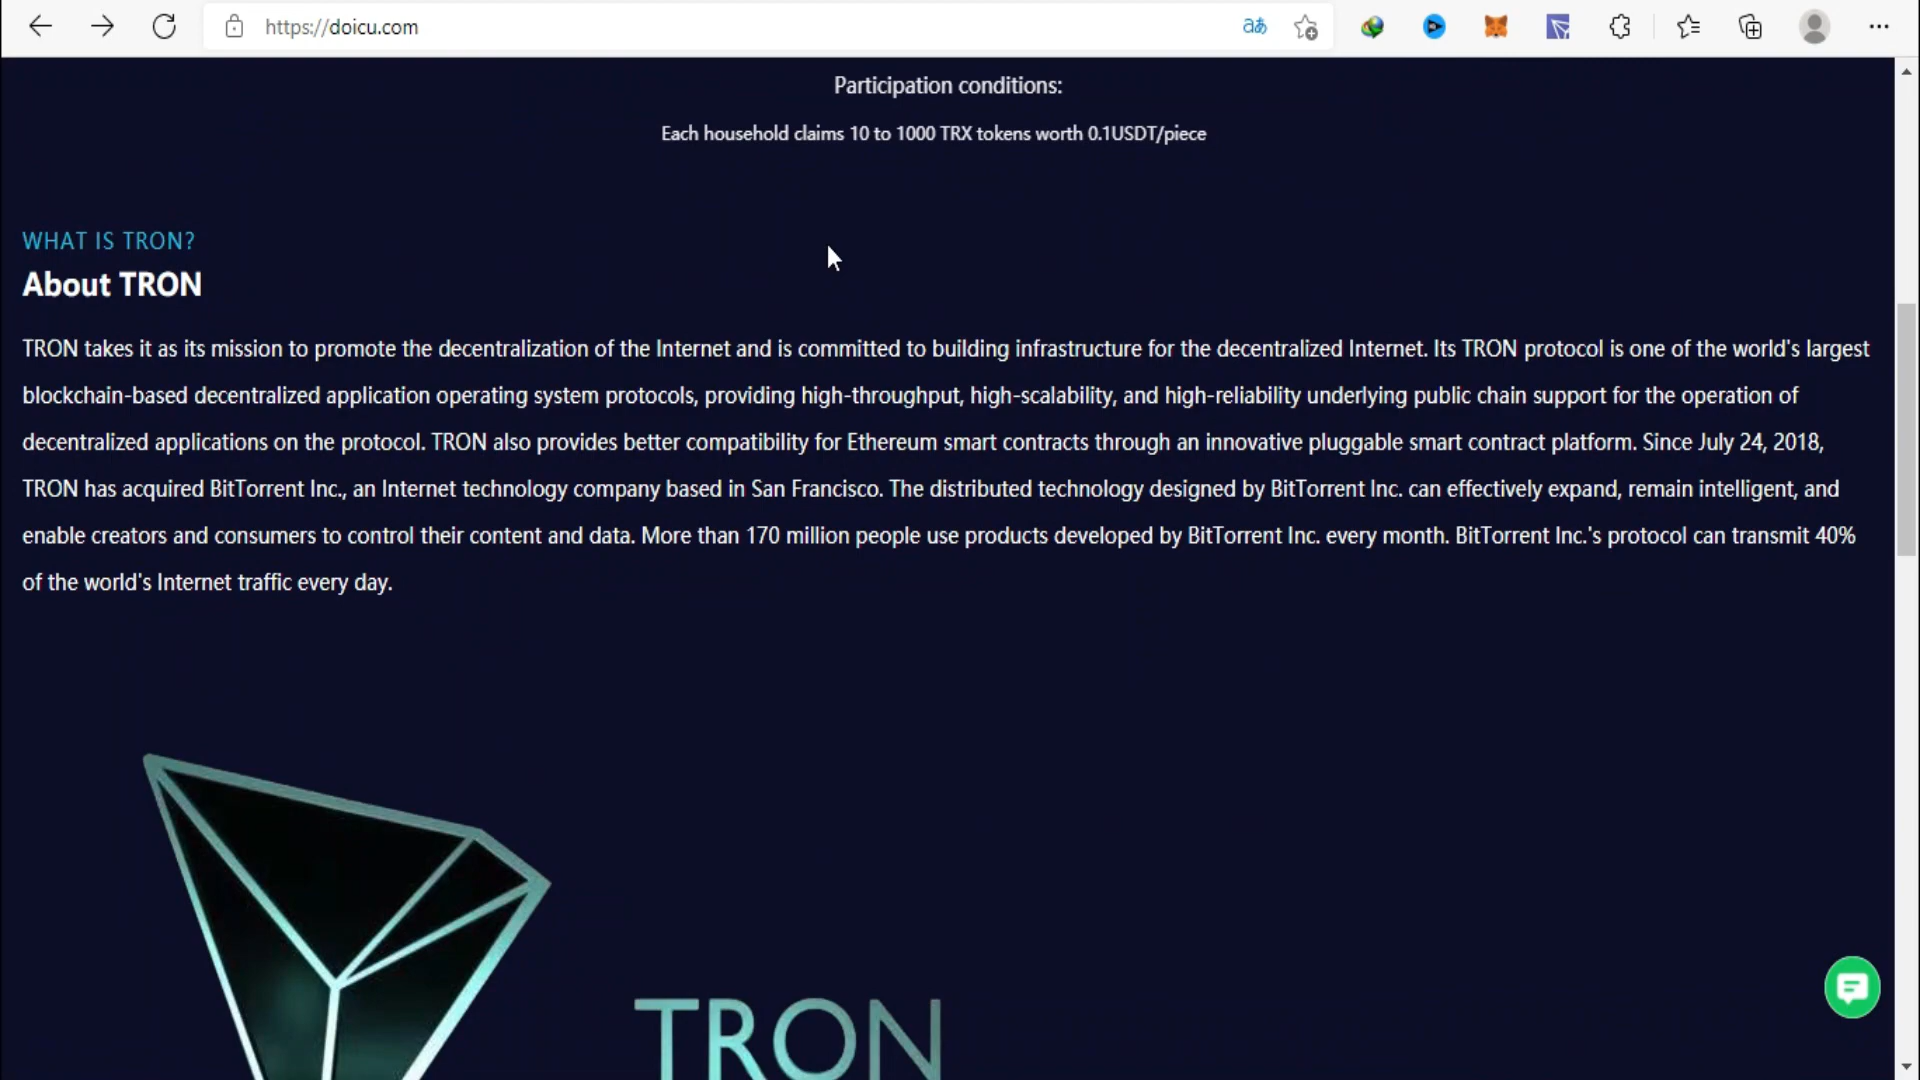 https://doicu.com
aあ
Participation conditions:
Each household claims 10 to 1000 TRX tokens worth 0.1USDT/piece
WHAT IS TRON?
About TRON
TRON takes it as its mission to promote the decentralization of the Internet and is committed to building infrastructure for the decentralized Internet. Its TRON protocol is one of the world's largest
blockchain-based decentralized application operating system protocols, providing high-throughput, high-scalability, and high-reliability underlying public chain support for the operation of
decentralized applications on the protocol. TRON also provides better compatibility for Ethereum smart contracts through an innovative pluggable smart contract platform. Since July 24, 2018,
TRON has acquired BitTorrent Inc., an Internet technology company based in San Francisco. The distributed technology designed by BitTorrent Inc. can effectively expand, remain intelligent, and
enable creators and consumers to control their content and data. More than 170 million people use products developed by BitTorrent Inc. every month. BitTorrent Inc.'s protocol can transmit 40%
of the world's Internet traffic every day.
TRON